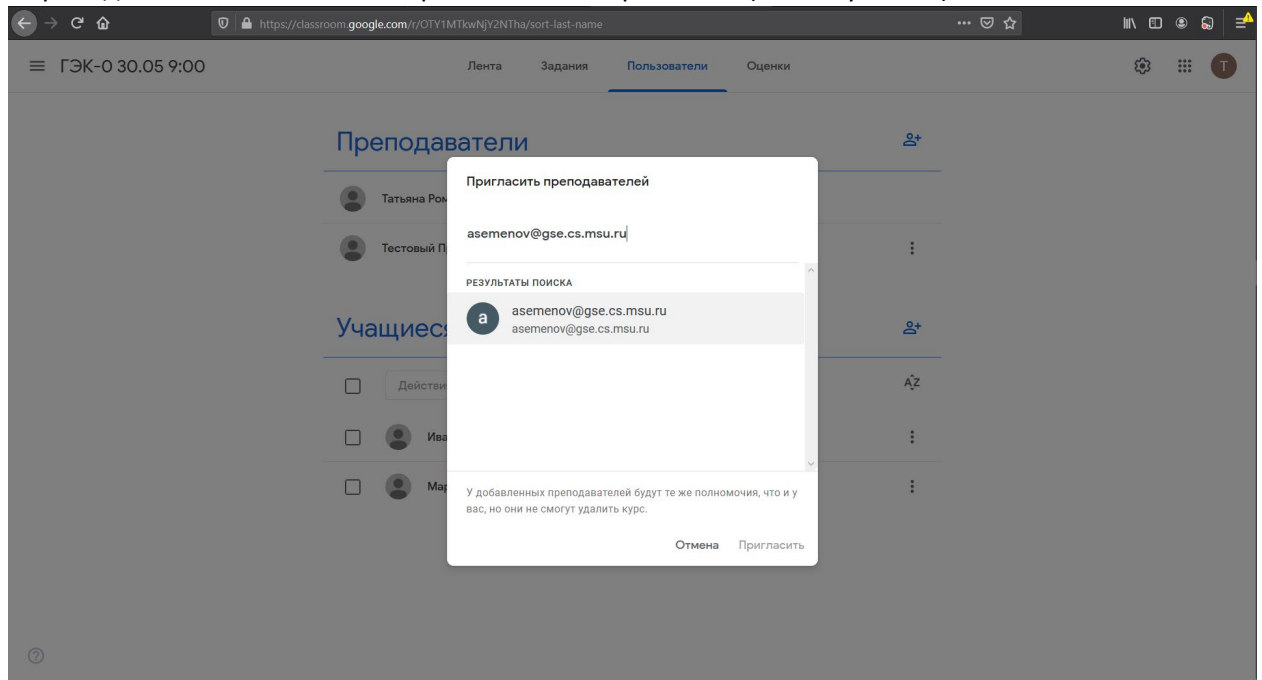 https://classroom.google.com/r/OTY1MTkwNjY2NTha/sort-last-name
ГЭК-0 30.05 9:00
Лента Задания Пользователи Оценки
T
Преподаватели
Татьяна Ром
Тестовый П
Пригласить преподавателей
asemenov@gse.cs.msu.ru
РЕЗУЛЬТАТЫ ПОИСКА
a
asemenov@gse.cs.msu.ru
asemenov@gse.cs.msu.ru
Учащиеся
Действи
AZ
Ива
Мар
У добавленных преподавателей будут те же полномочия, что и у
вас, но они не смогут удалить курс.
Отмена Пригласить